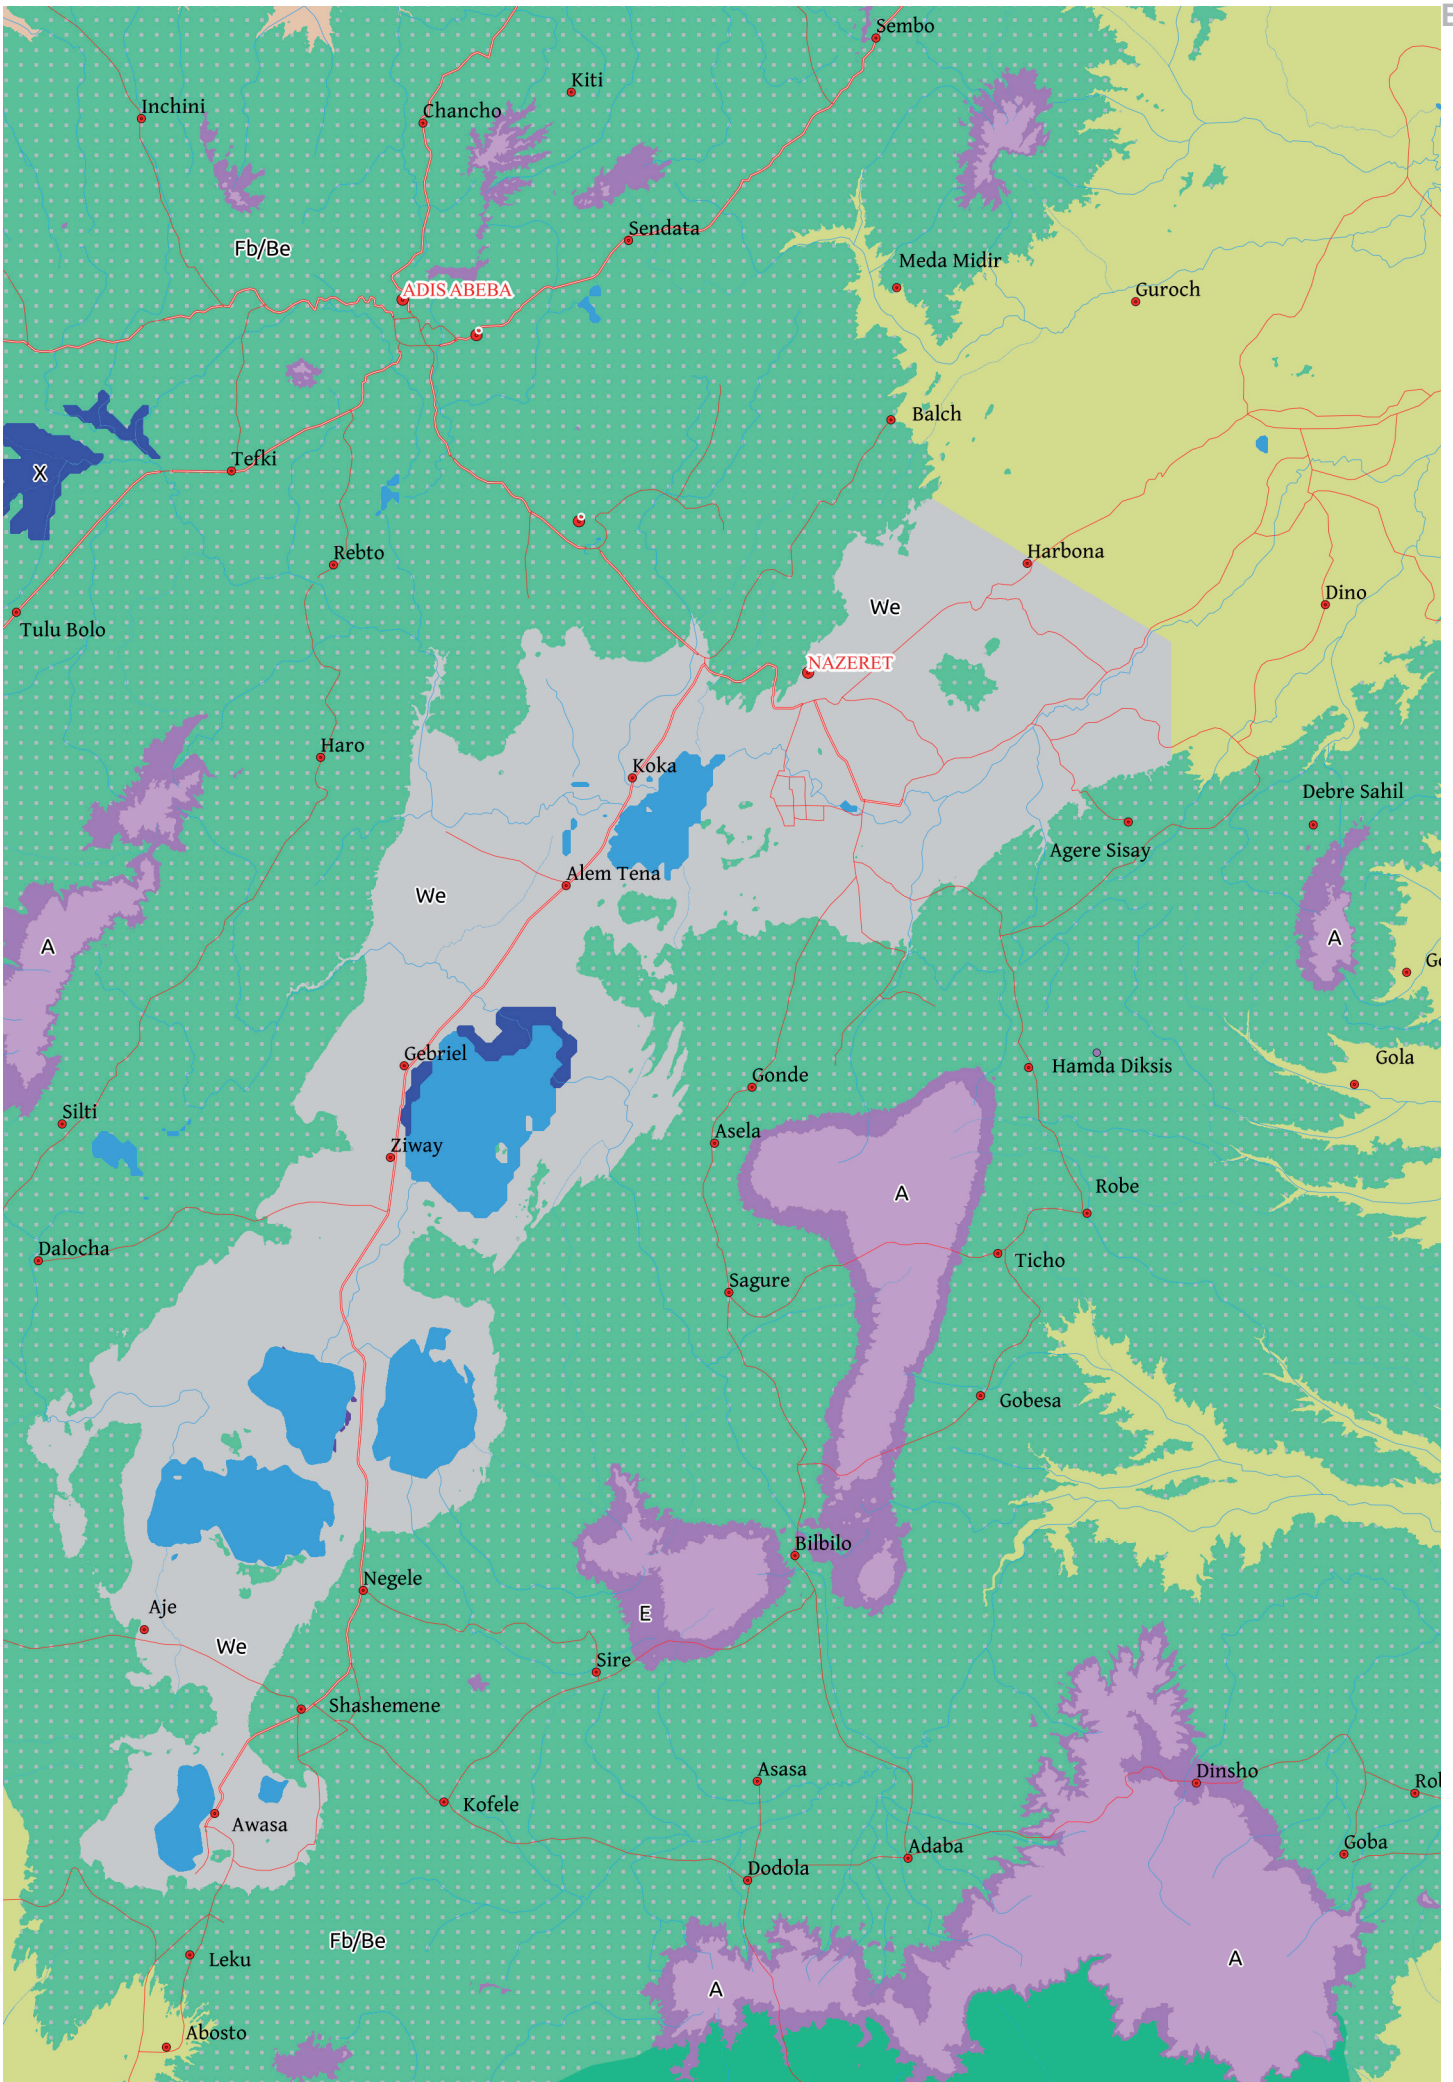 E
Sembo
Kiti
Inchini
Chancho
Sendata
Fb/Be
Meda Midir
ADIS ABEBA
Guroch
Balch
Tefki
X
Rebto
Harbona
Dino
We
Tulu Bolo
NAZERET
Haro
Koka
Debre Sahil
Agere Sisay
Alem Tena
We
A
A
Go
Gebriel
Gola
Hamda Diksis
Gonde
Silti
Asela
Ziway
Robe
A
Dalocha
Ticho
Sagure
Gobesa
Bilbilo
Negele
Aje
E
We
Sire
Shashemene
Asasa
Dinsho
Rob
Kofele
Awasa
Goba
Adaba
Dodola
Fb/Be
Leku
A
A
Abosto